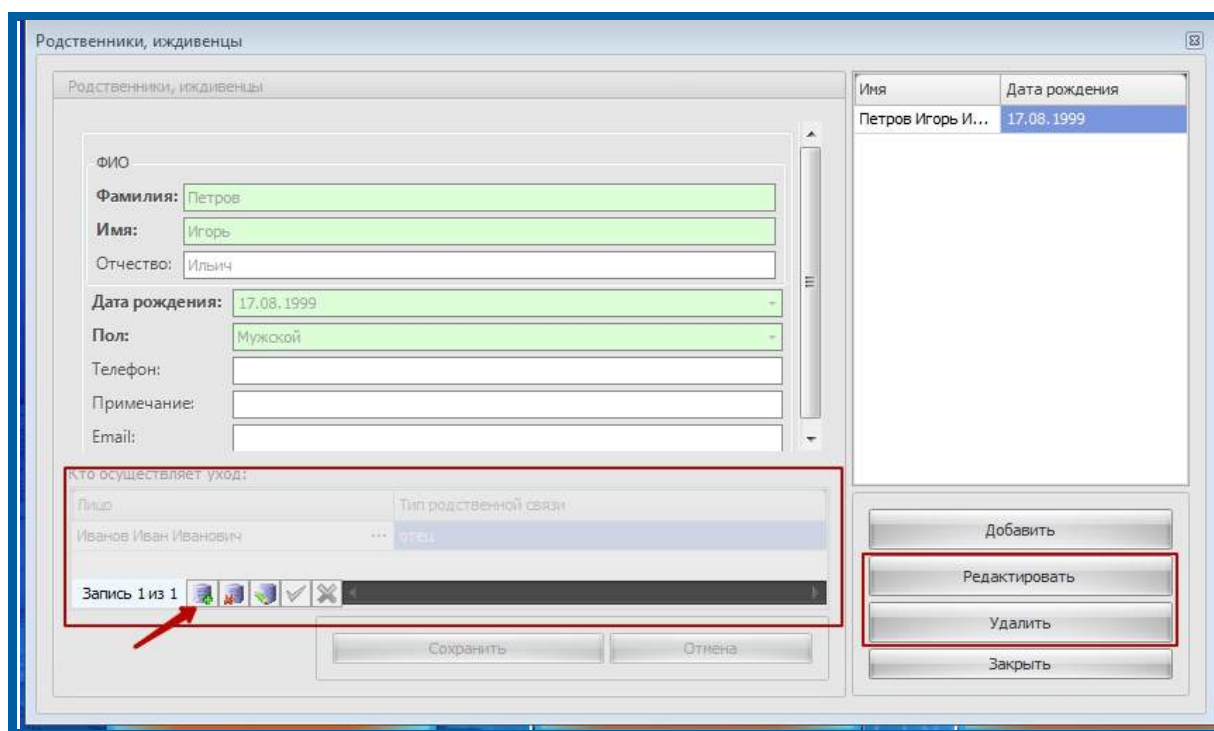 Родственники, иждивенцы
Родственники, иждивенцы
ФИО
Фамилия: Петров
Имя: Игорь
Отчество: Ильич
Дата рождения: 17.08.1999
Пол: Мужской
Телефон:
Примечание:
Email:
Кто осуществляет уход:
Лицо Тип родственной связи
Иванов Иван Иванович ... отец
Запись 1 из 1
Сохранить Отмена
Имя Дата рождения
Петров Игорь И... 17.08.1999
Добавить
Редактировать
Удалить
Закрыть